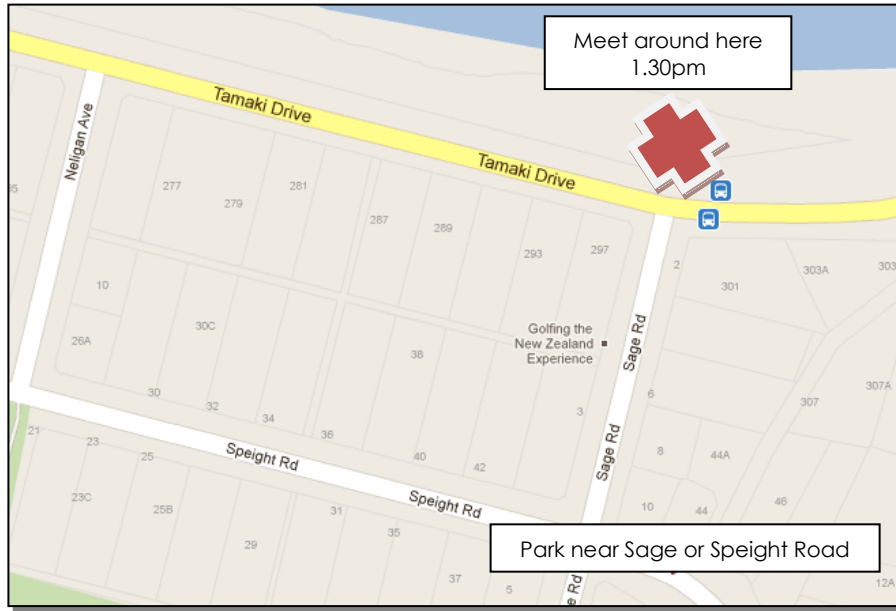 Meet around here
1.30pm
Tamaki Drive
Neligan Ave
Tamaki Drive
277
281
279
287
289
293
297
2
301
303A
303
10
30C
26A
Golfing the
New Zealand
Experience
Sage Rd
38
307A
307
30
32
34
36
3
6
21
23
25
Speight Rd
40
42
Sage Rd
8
44A
23C
25B
Speight Rd
10
44
46
29
31
35
Park near Sage or Speight Road
37
5
e Rd
12A